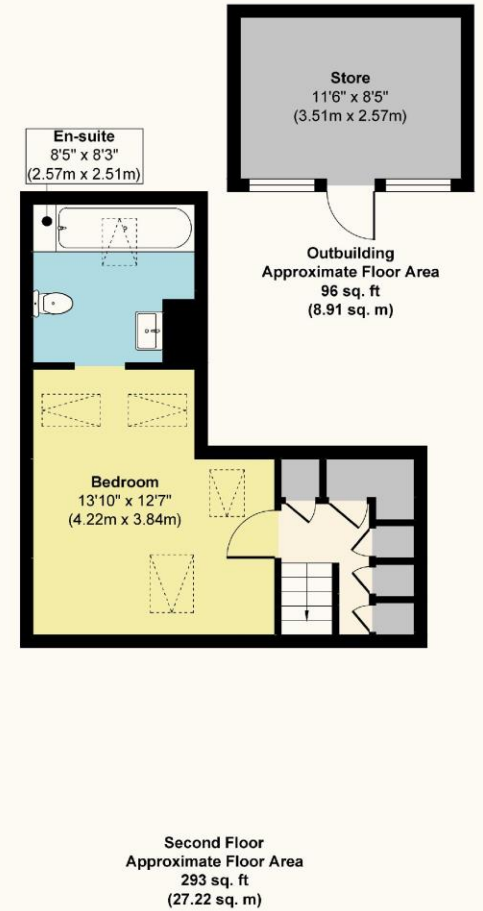 Store
11'6" x 8'5"
(3.51m x 2.57m)
En-suite
8'5" x 8'3"
(2.57m x 2.51m)
Outbuilding
Approximate Floor Area
96 sq. ft
(8.91 sq. m)
Bedroom
13'10" x 12'7"
(4.22m x 3.84m)
Second Floor
Approximate Floor Area
293 sq. ft
(27.22 sq. m)